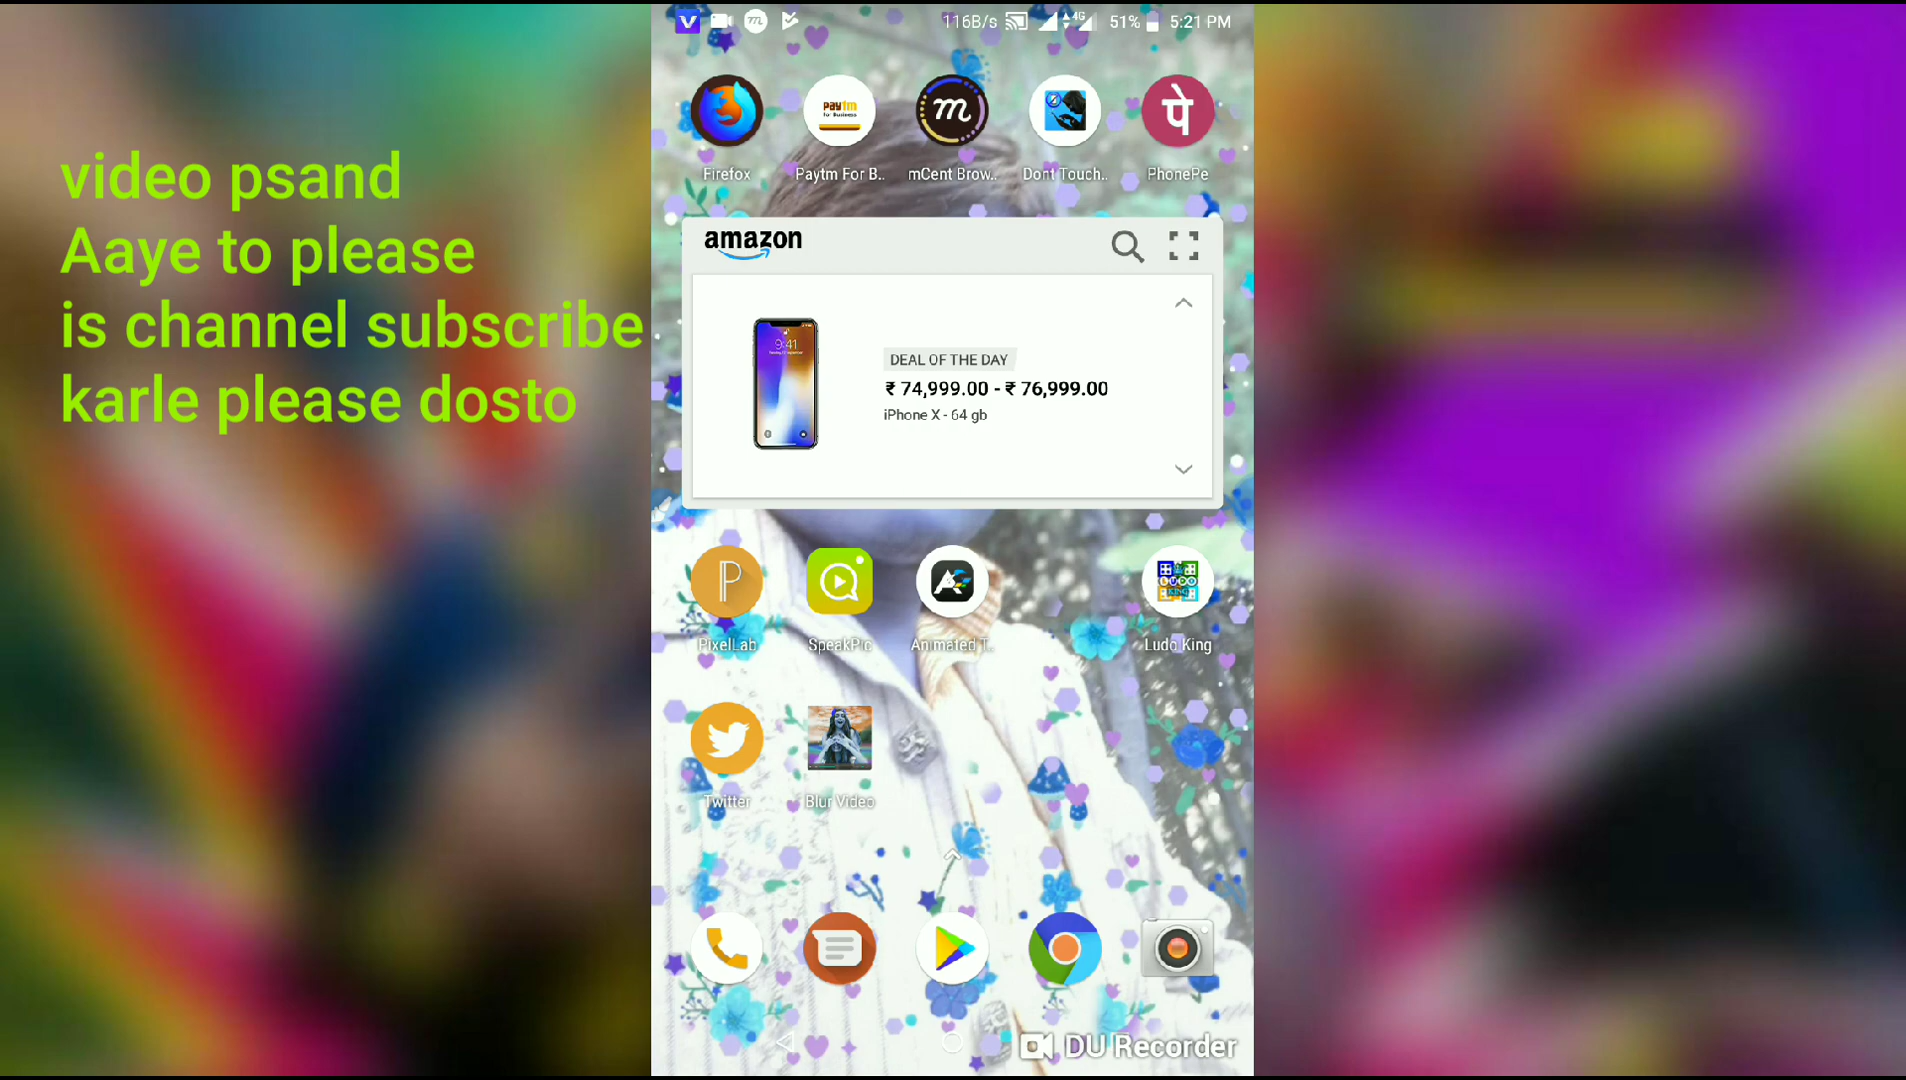 video psand
Aaye to please
is channel subscribe
karle please dosto
116B/s 4G 51% 5:21 PM
Firefox
Paytm For B..
mCent Brow..
Dont Touch..
PhonePe
amazon
DEAL OF THE DAY
₹ 74,999.00 - ₹ 76,999.00
iPhone X - 64 gb
PixelLab
SpeakPic
Animated T..
Ludo King
Twitter
Blur Video
DU Recorder